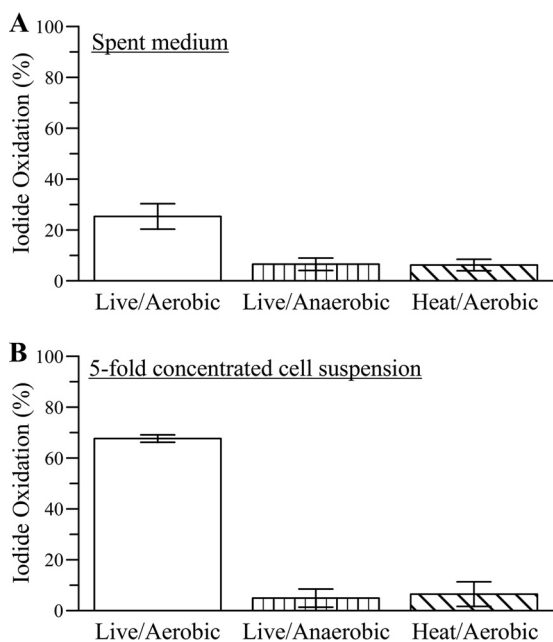 A
Spent medium
Iodide Oxidation (%)
100
80
60
40
20
0
Live/Aerobic Live/Anaerobic Heat/Aerobic
B
5-fold concentrated cell suspension
Iodide Oxidation (%)
100
80
60
40
20
0
Live/Aerobic Live/Anaerobic Heat/Aerobic